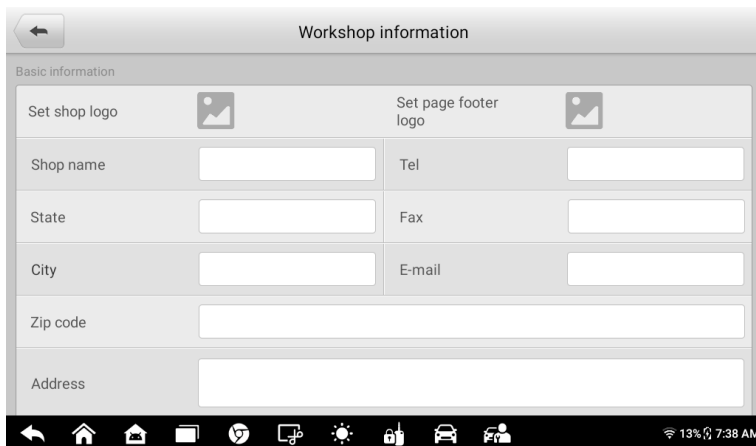 Workshop information
Basic information
Set shop logo
Set page footer
logo
Shop name
Tel
State
Fax
City
E-mail
Zip code
Address
13% 7:38 AM